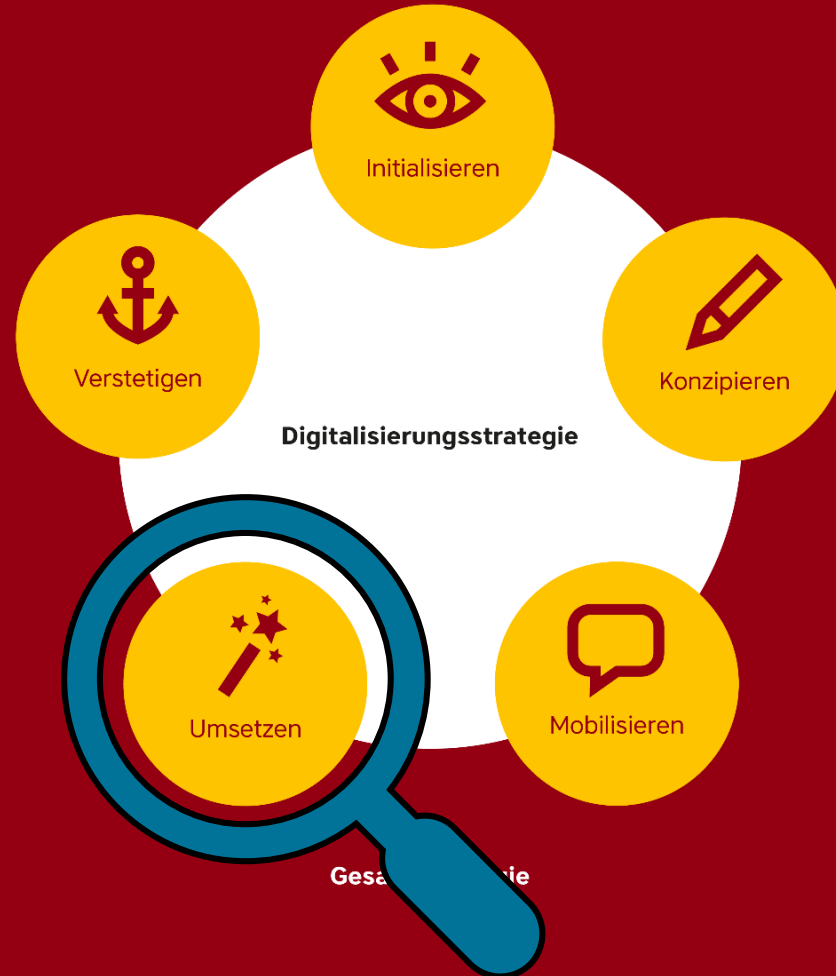 Initialisieren
Verstetigen
Konzipieren
Digitalisierungsstrategie
Umsetzen
Mobilisieren